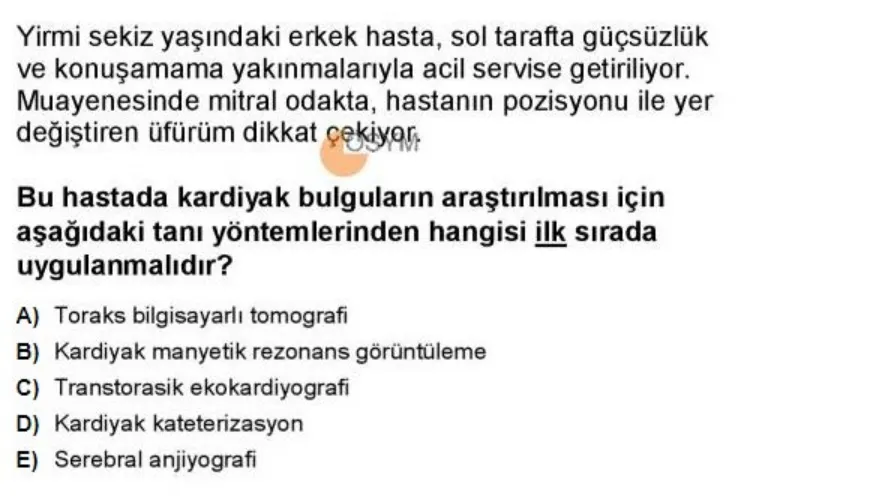 Yirmi sekiz yaşındaki erkek hasta, sol tarafta güçsüzlük
ve konuşamama yakınmalarıyla acil servise getiriliyor.
Muayenesinde mitral odakta, hastanın pozisyonu ile yer
değiştiren üfürüm dikkat çekiyor.
ÖSYM
Bu hastada kardiyak bulguların araştırılması için
aşağıdaki tanı yöntemlerinden hangisi ilk sırada
uygulanmalıdır?
A) Toraks bilgisayarlı tomografi
B) Kardiyak manyetik rezonans görüntüleme
C) Transtorasik ekokardiyografi
D) Kardiyak kateterizasyon
E) Serebral anjiyografi